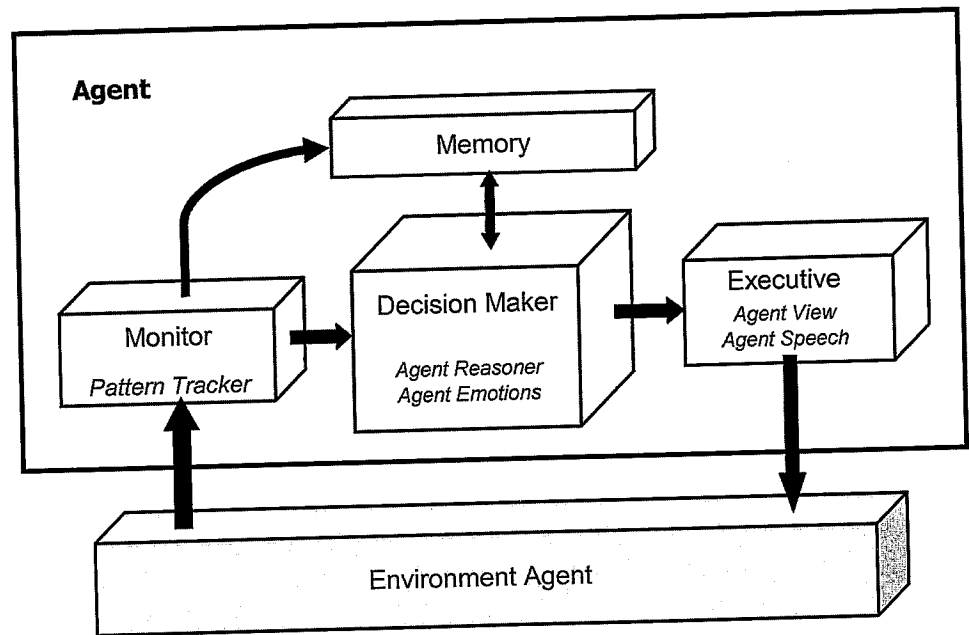 Agent
Memory
Monitor
Pattern Tracker
Decision Maker
Agent Reasoner
Agent Emotions
Executive
Agent View
Agent Speech
Environment Agent